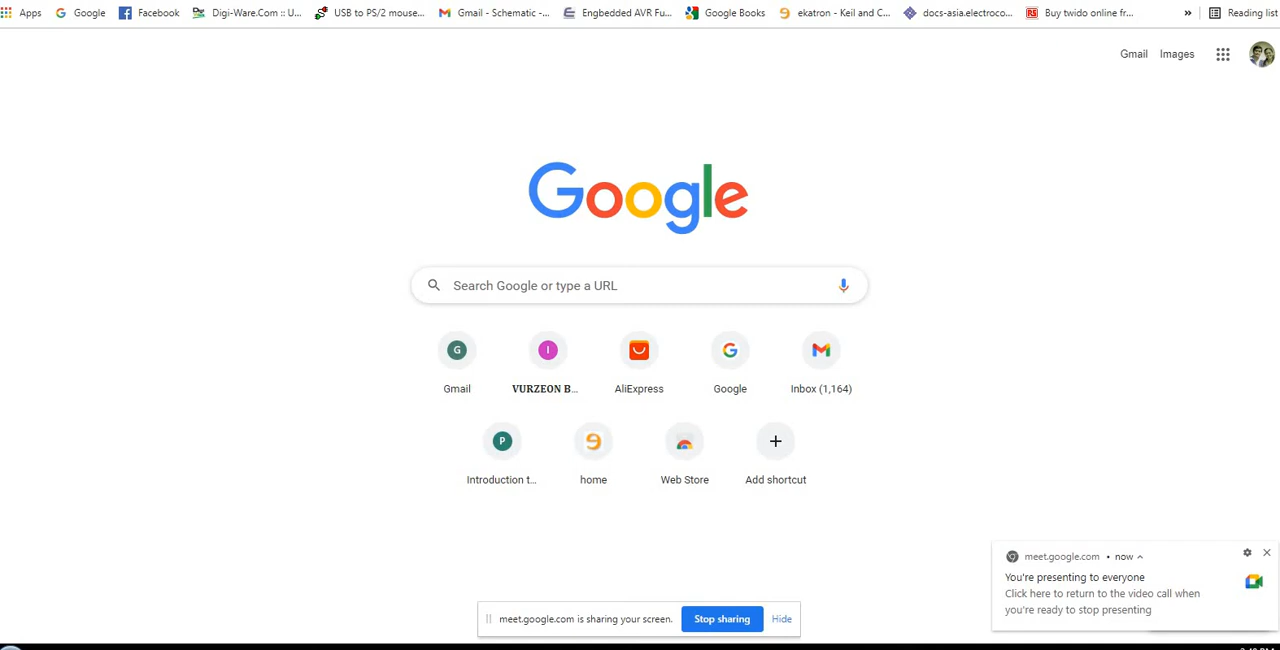 Apps Google Facebook Digi-Ware.Com :: U... USB to PS/2 mouse... Gmail - Schematic -... Engbedded AVR Fu... Google Books ekatron - Keil and C... docs-asia.electroco... Buy twido online fr... » Reading list
Gmail Images
Google
Search Google or type a URL
G I
Gmail VURZEON B... AliExpress Google Inbox (1,164)
P
Introduction t... home Web Store Add shortcut
meet.google.com • now
You're presenting to everyone
Click here to return to the video call when
you're ready to stop presenting
meet.google.com is sharing your screen. Stop sharing Hide